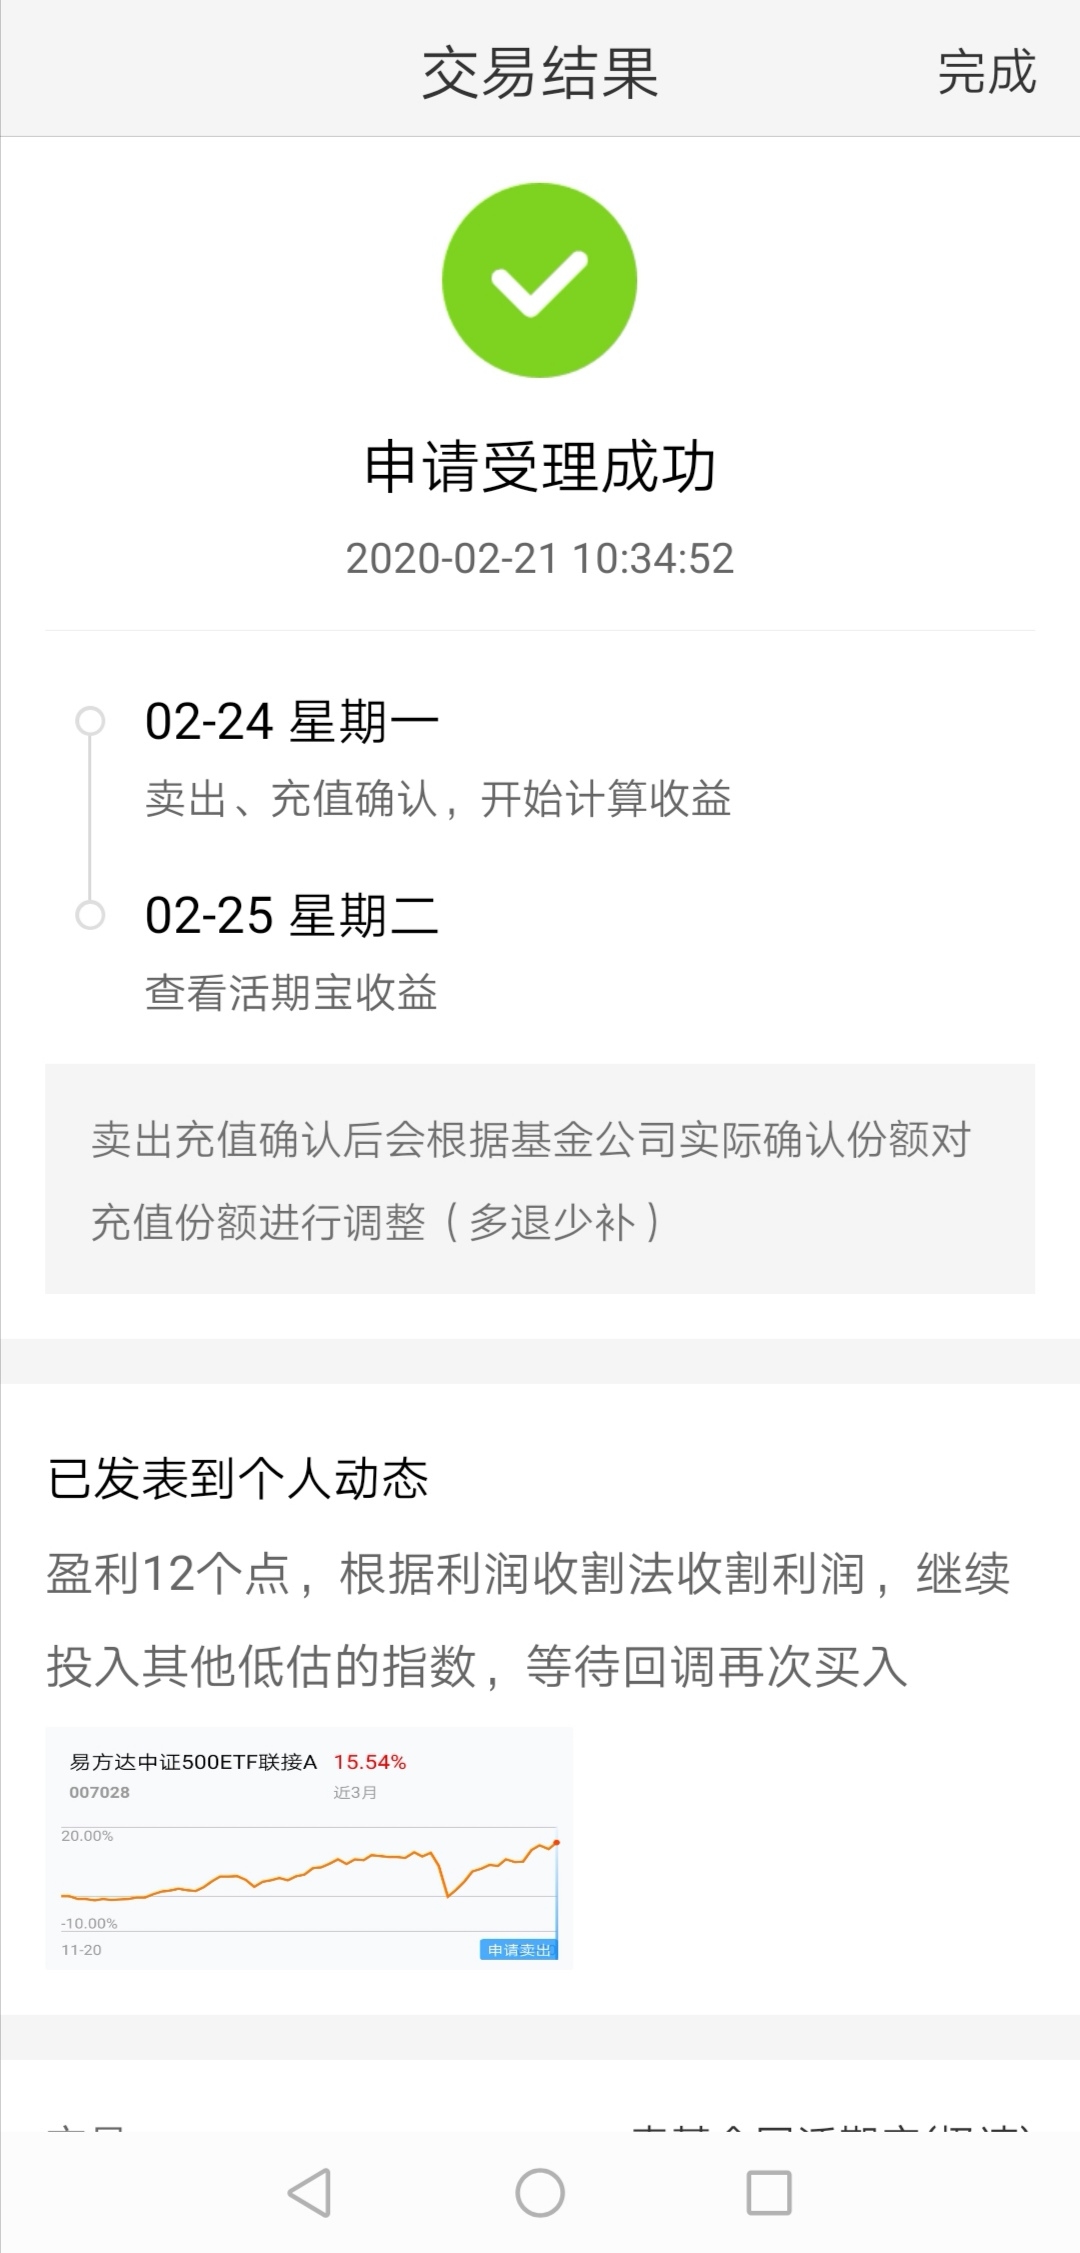 交易结果
完成
申请受理成功
2020-02-21 10:34:52
02-24 星期一
卖出、充值确认，开始计算收益
02-25 星期二
查看活期宝收益
卖出充值确认后会根据基金公司实际确认份额对
充值份额进行调整（多退少补）
已发表到个人动态
盈利12个点，根据利润收割法收割利润，继续
投入其他低估的指数，等待回调再次买入
易方达中证500ETF联接A 15.54%
007028 近3月
20.00%
-10.00%
11-20
申请卖出